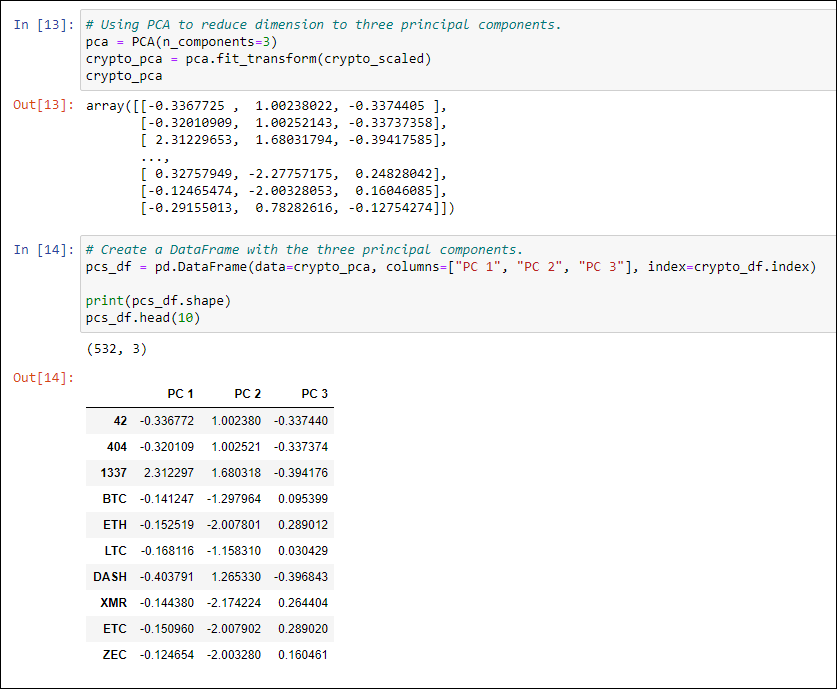 In [13]: # Using PCA to reduce dimension to three principal components.
pca = PCA(n_components=3)
crypto_pca = pca.fit_transform(crypto_scaled)
crypto_pca
Out[13]: array([[-0.3367725 ,  1.00238022, -0.3374405 ],
[-0.32010909,  1.00252143, -0.33737358],
[ 2.31229653,  1.68031794, -0.39417585],
...,
[ 0.32757949, -2.27757175,  0.24828042],
[-0.12465474, -2.00328053,  0.16046085],
[-0.29155013,  0.78282616, -0.12754274]])
In [14]: # Create a DataFrame with the three principal components.
pcs_df = pd.DataFrame(data=crypto_pca, columns=["PC 1", "PC 2", "PC 3"], index=crypto_df.index)
print(pcs_df.shape)
pcs_df.head(10)
(532, 3)
Out[14]:
PC 1 PC 2 PC 3
42 -0.336772 1.002380 -0.337440
404 -0.320109 1.002521 -0.337374
1337 2.312297 1.680318 -0.394176
BTC -0.141247 -1.297964 0.095399
ETH -0.152519 -2.007801 0.289012
LTC -0.168116 -1.158310 0.030429
DASH -0.403791 1.265330 -0.396843
XMR -0.144380 -2.174224 0.264404
ETC -0.150960 -2.007902 0.289020
ZEC -0.124654 -2.003280 0.160461